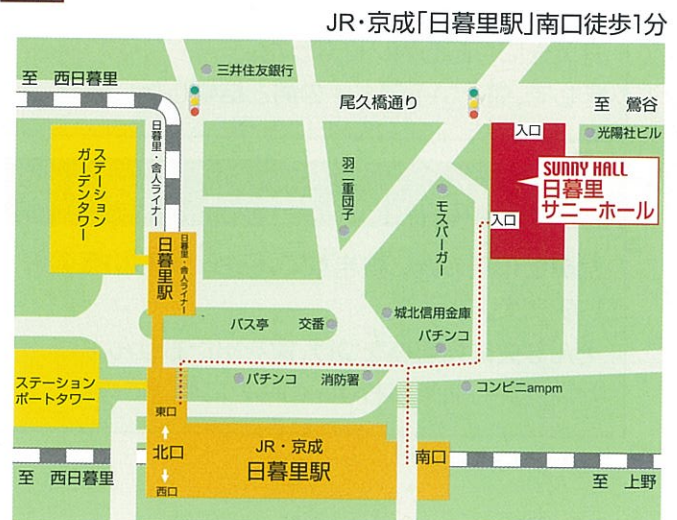 JR・京成「日暮里駅」南口徒歩1分
至 西日暮里
三井住友銀行
尾久橋通り
至 鶯谷
入口
光陽社ビル
日暮里・舎人ライナー
ステーション
ガーデンタワー
羽二重団子
モスバーガー
SUNNY HALL
日暮里
サニーホール
入口
日暮里駅
日暮里・舎人ライナー
バス亭
交番
城北信用金庫
パチンコ
ステーション
ポートタワー
パチンコ
消防署
コンビニampm
東口
北口
西口
JR・京成
日暮里駅
南口
至 西日暮里
至 上野